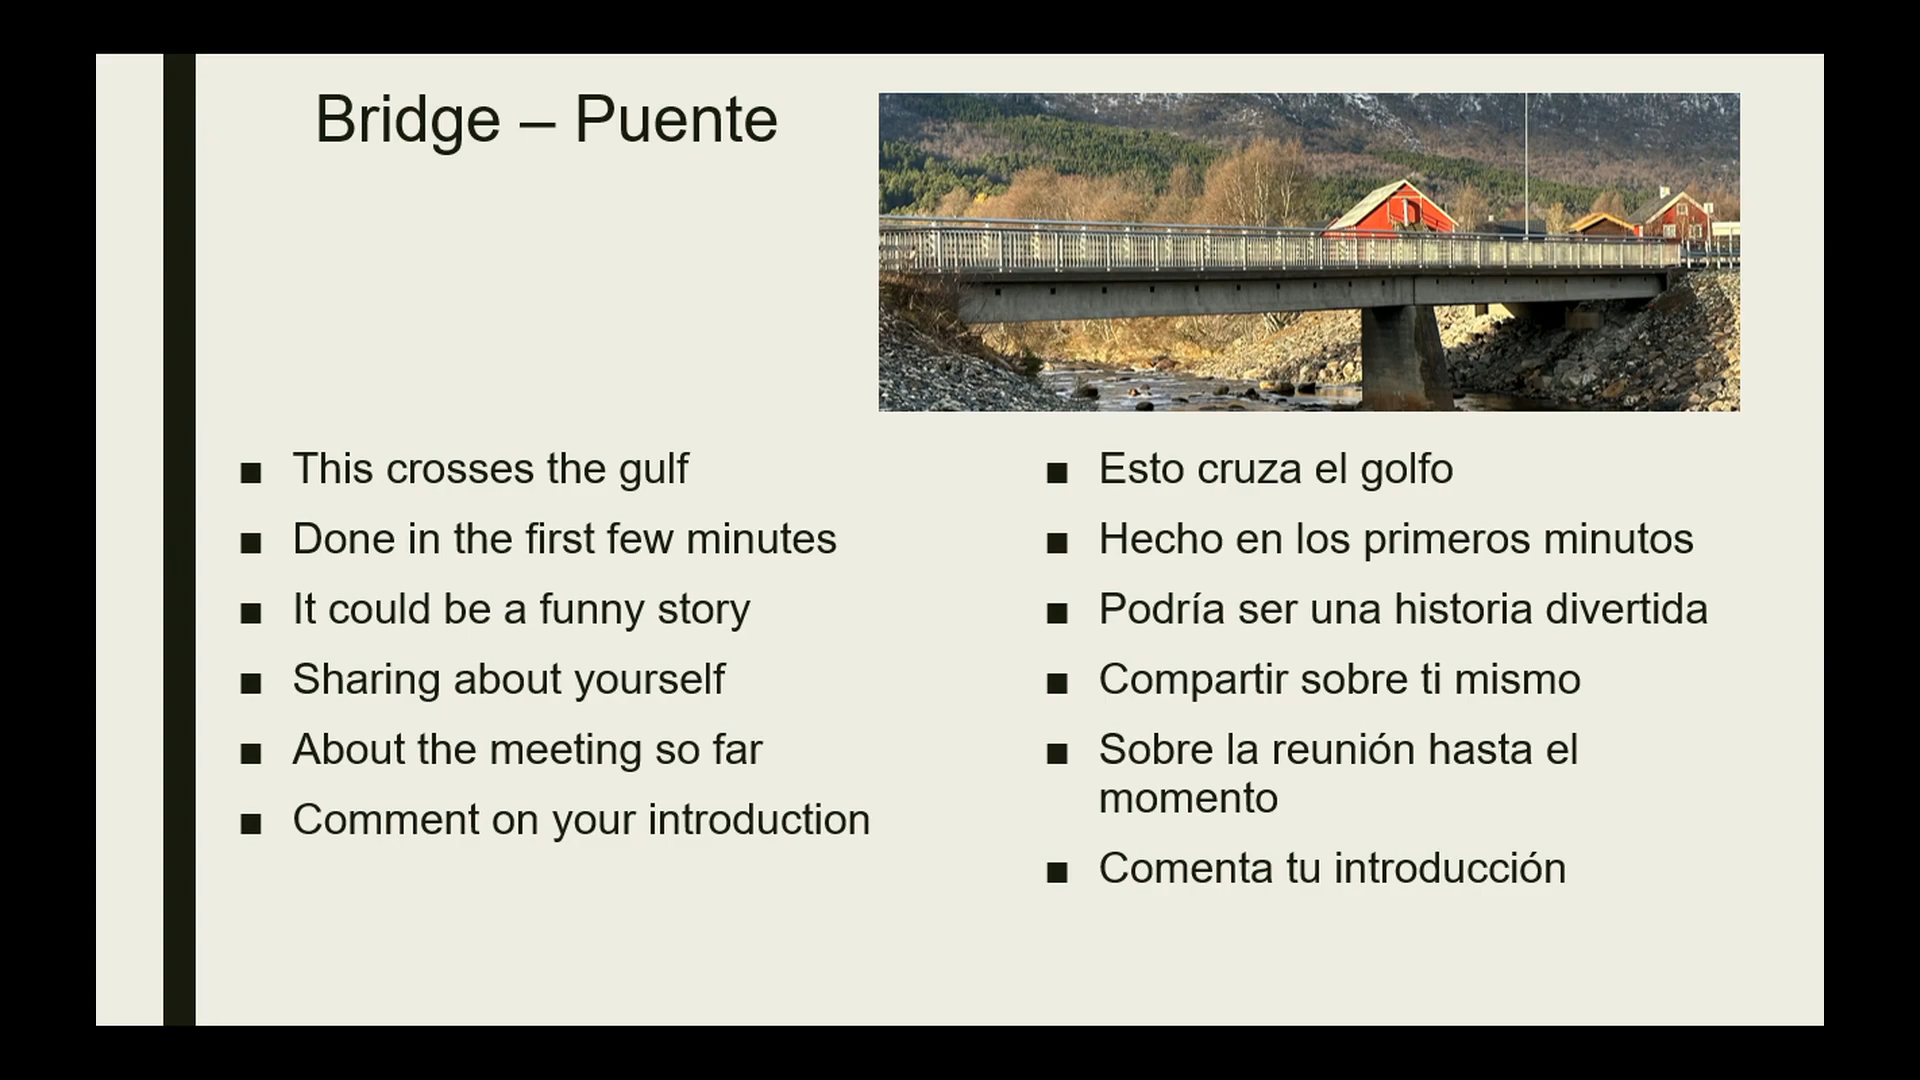 Bridge – Puente
■ This crosses the gulf
■ Done in the first few minutes
■ It could be a funny story
■ Sharing about yourself
■ About the meeting so far
■ Comment on your introduction
■ Esto cruza el golfo
■ Hecho en los primeros minutos
■ Podría ser una historia divertida
■ Compartir sobre ti mismo
■ Sobre la reunión hasta el
momento
■ Comenta tu introducción